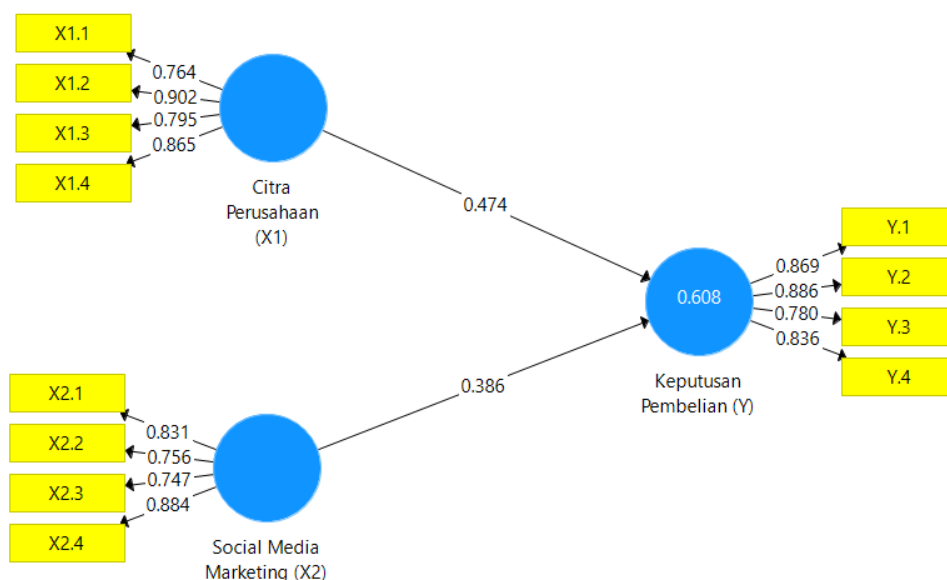 X1.1
X1.2
X1.3
X1.4
0.764
0.902
0.795
0.865
Citra
Perusahaan
(X1)
0.474
Y.1
Y.2
Y.3
Y.4
0.869
0.886
0.780
0.836
0.608
Keputusan
Pembelian (Y)
0.386
X2.1
X2.2
X2.3
X2.4
0.831
0.756
0.747
0.884
Social Media
Marketing (X2)